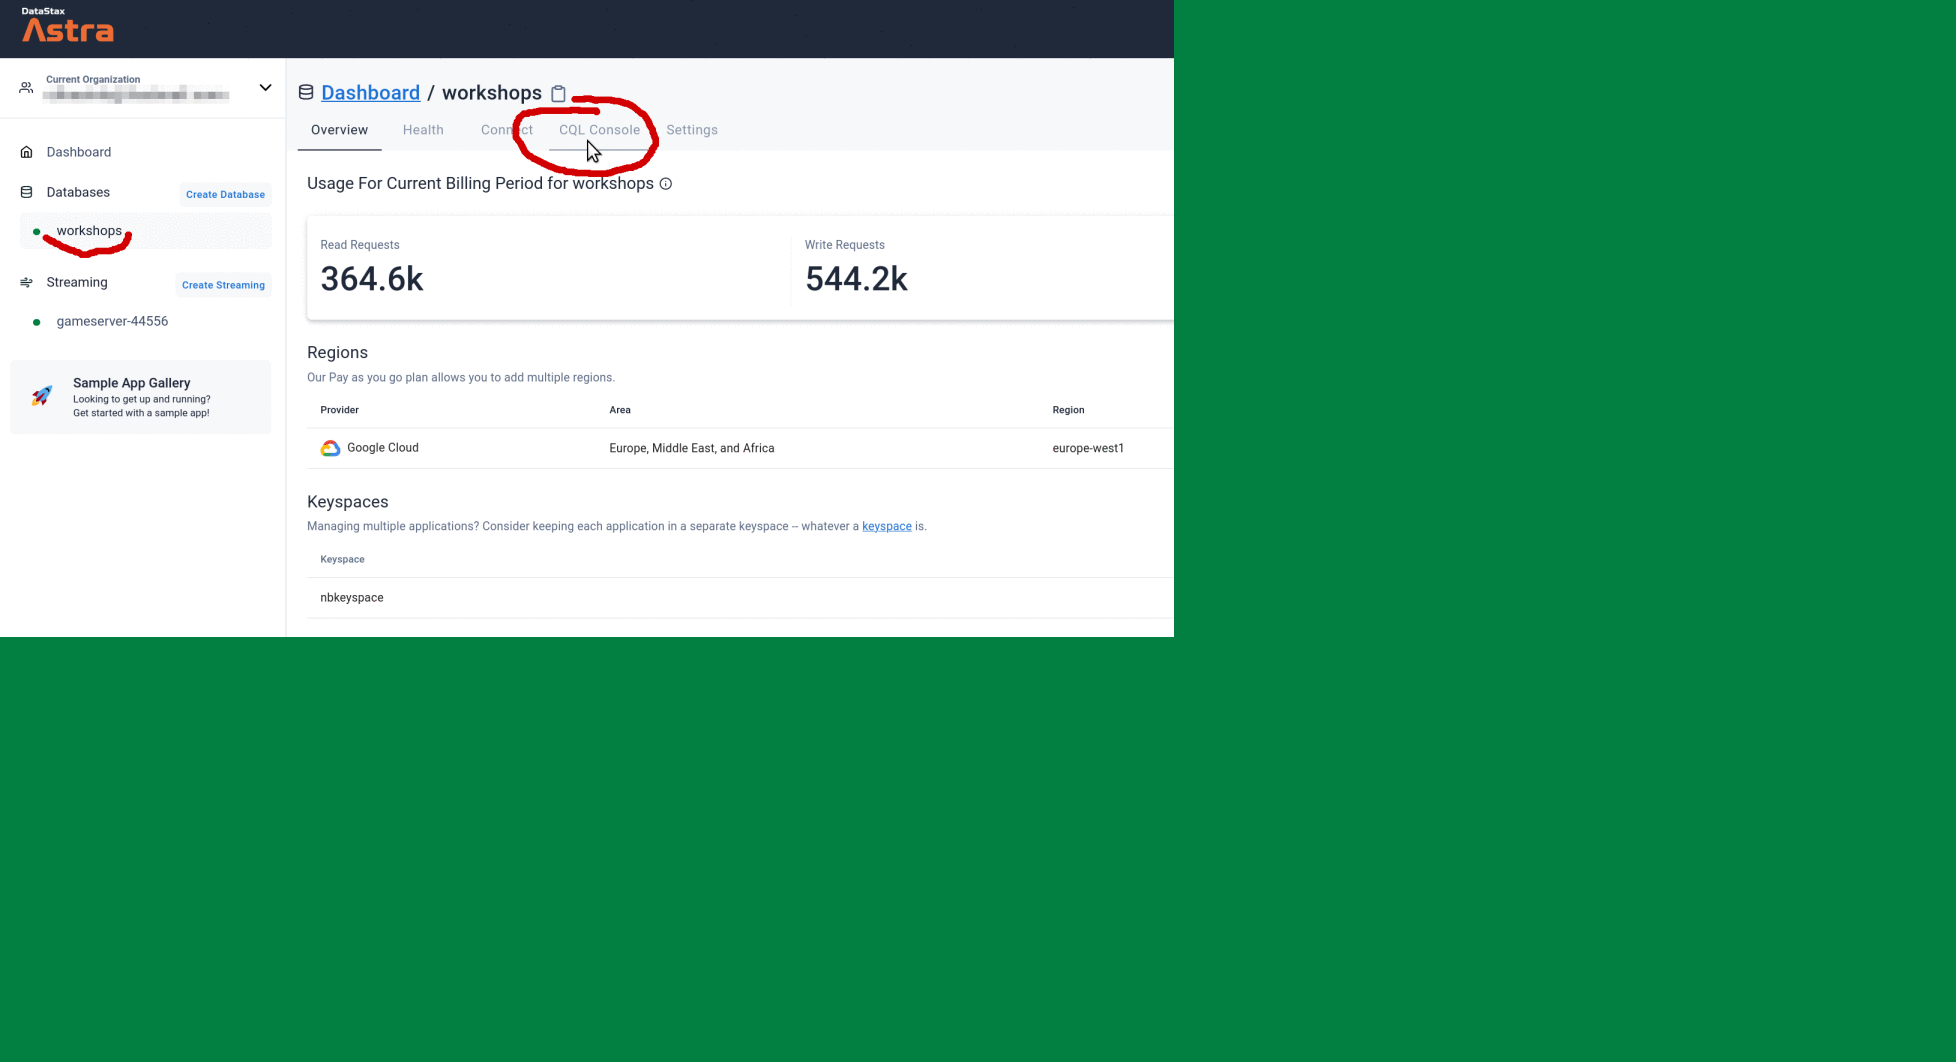 DataStax
Astra
Current Organization
Dashboard / workshops
Overview Health Connect CQL Console Settings
Dashboard
Databases Create Database
workshops
Streaming Create Streaming
gameserver-44556
Sample App Gallery
Looking to get up and running?
Get started with a sample app!
Usage For Current Billing Period for workshops
Read Requests Write Requests
364.6k 544.2k
Regions
Our Pay as you go plan allows you to add multiple regions.
Provider Area Region
Google Cloud Europe, Middle East, and Africa europe-west1
Keyspaces
Managing multiple applications? Consider keeping each application in a separate keyspace -- whatever a keyspace is.
Keyspace
nbkeyspace